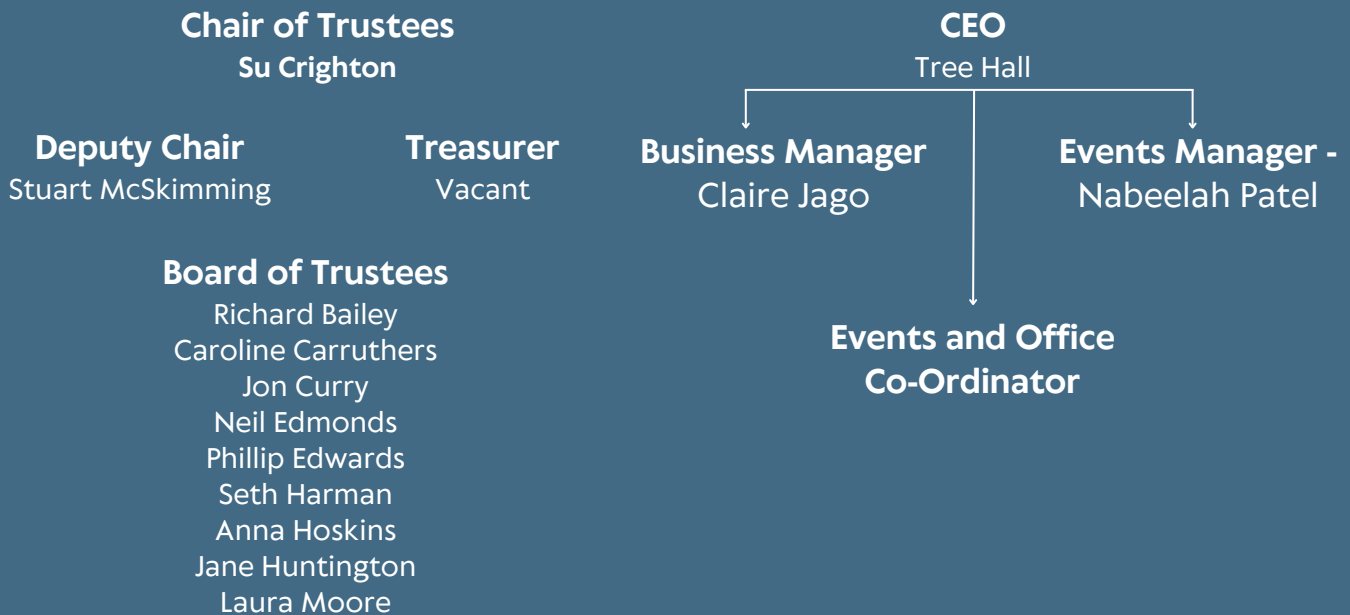 Chair of Trustees
Su Crighton
Deputy Chair
Stuart McSkimming
Treasurer
Vacant
Board of Trustees
Richard Bailey
Caroline Carruthers
Jon Curry
Neil Edmonds
Phillip Edwards
Seth Harman
Anna Hoskins
Jane Huntington
Laura Moore
CEO
Tree Hall
Business Manager
Claire Jago
Events Manager -
Nabeelah Patel
Events and Office
Co-Ordinator